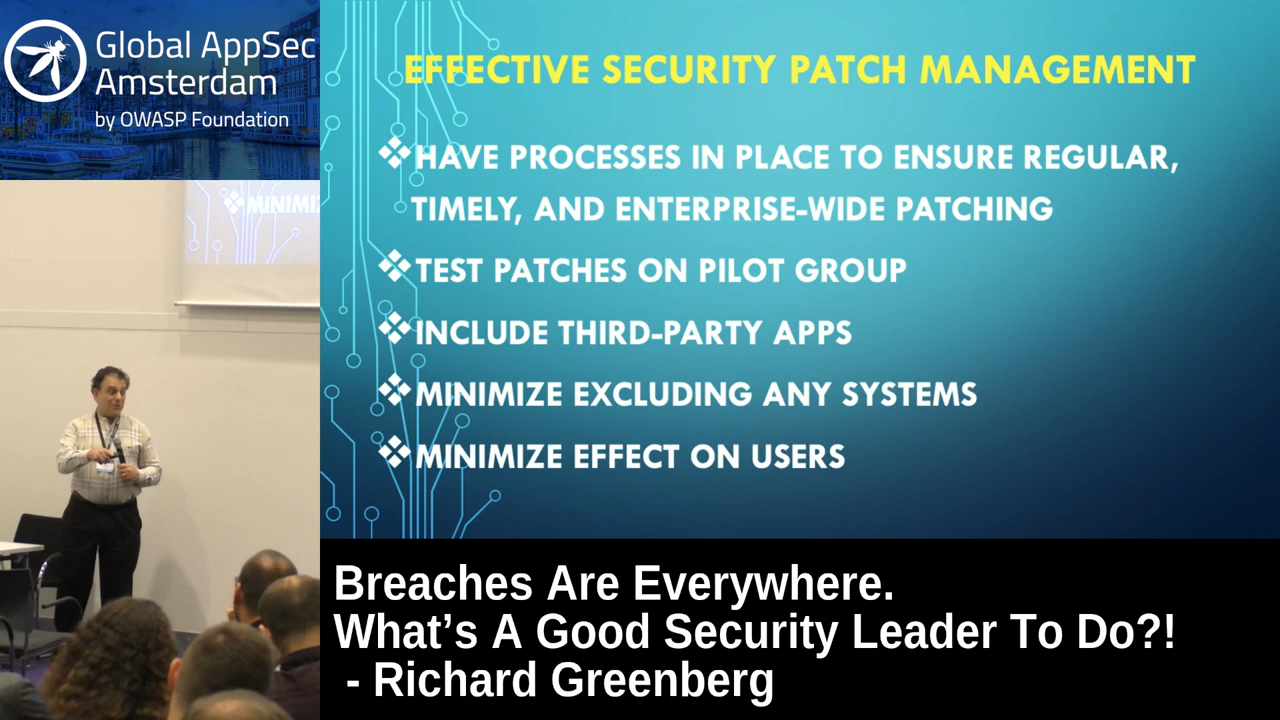 Global AppSec
Amsterdam
by OWASP Foundation
MINIMIZ
EFFECTIVE SECURITY PATCH MANAGEMENT
❖HAVE PROCESSES IN PLACE TO ENSURE REGULAR,
TIMELY, AND ENTERPRISE-WIDE PATCHING
❖TEST PATCHES ON PILOT GROUP
❖INCLUDE THIRD-PARTY APPS
❖MINIMIZE EXCLUDING ANY SYSTEMS
❖MINIMIZE EFFECT ON USERS
Breaches Are Everywhere.
What’s A Good Security Leader To Do?!
- Richard Greenberg